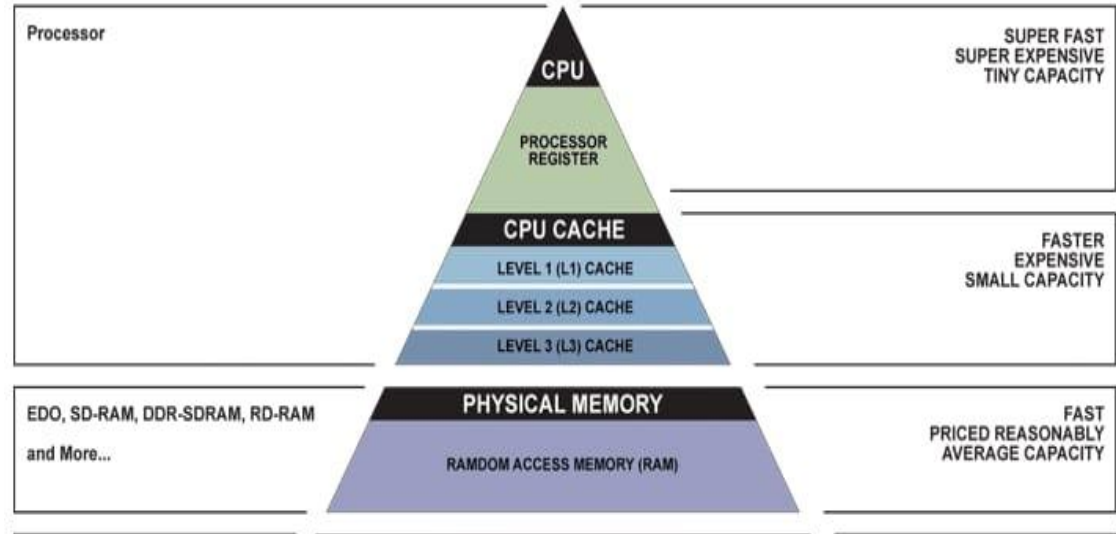 Processor
CPU
SUPER FAST
SUPER EXPENSIVE
TINY CAPACITY
PROCESSOR
REGISTER
CPU CACHE
LEVEL 1 (L1) CACHE
LEVEL 2 (L2) CACHE
LEVEL 3 (L3) CACHE
FASTER
EXPENSIVE
SMALL CAPACITY
EDO, SD-RAM, DDR-SDRAM, RD-RAM
and More...
PHYSICAL MEMORY
RAMDOM ACCESS MEMORY (RAM)
FAST
PRICED REASONABLY
AVERAGE CAPACITY